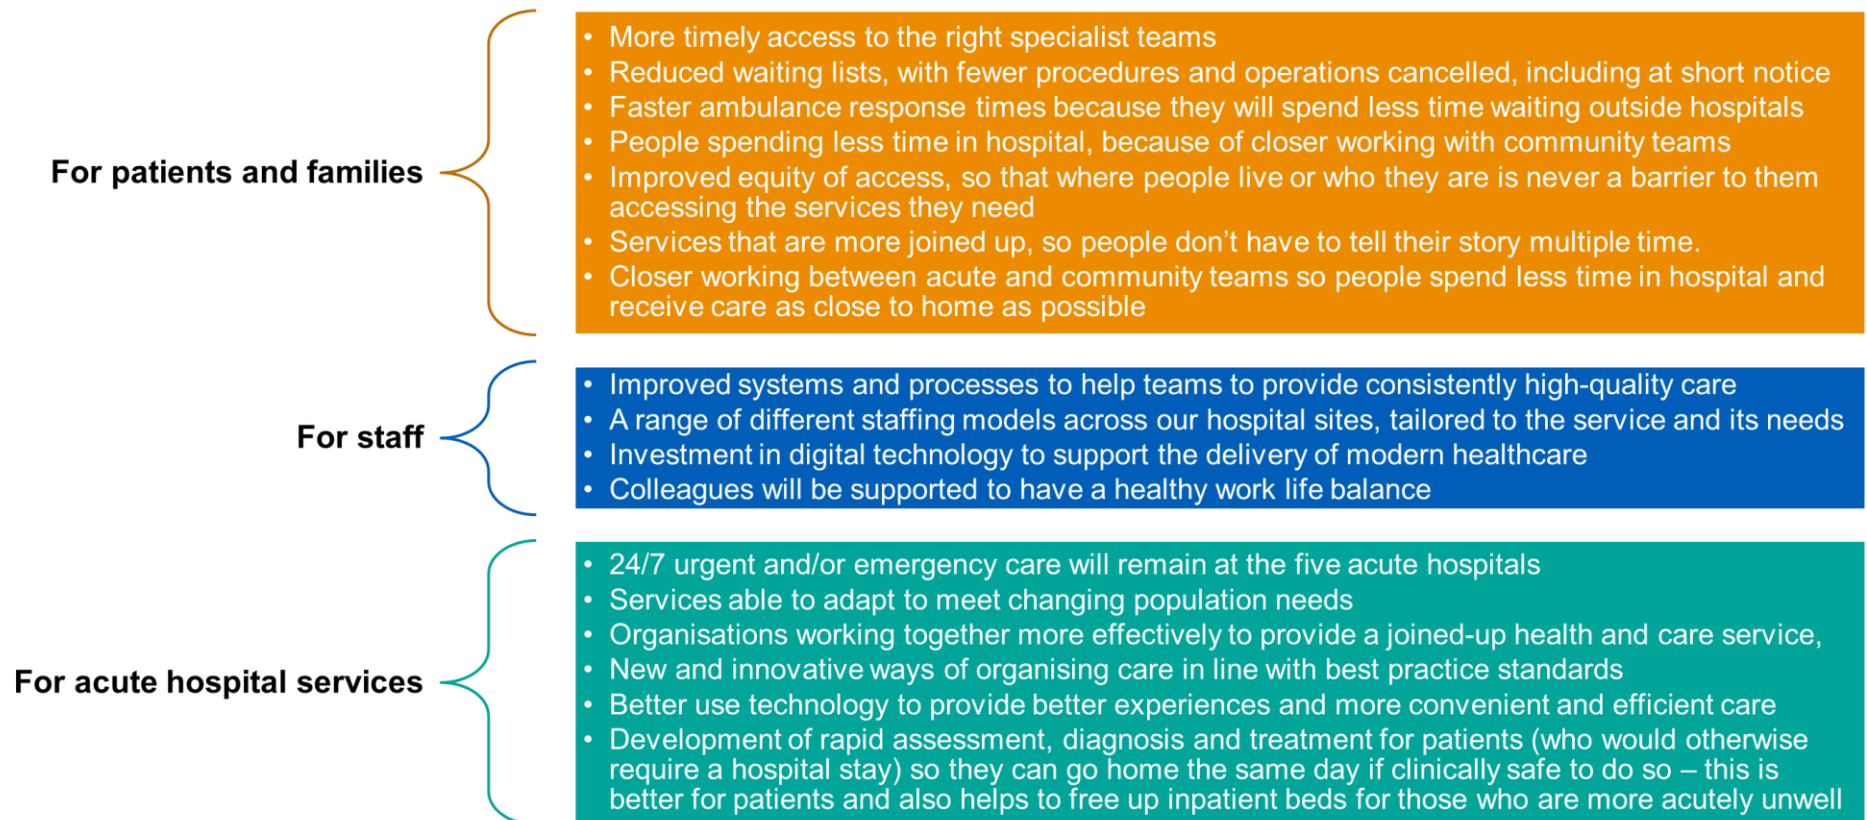 For patients and families
• More timely access to the right specialist teams
• Reduced waiting lists, with fewer procedures and operations cancelled, including at short notice
• Faster ambulance response times because they will spend less time waiting outside hospitals
• People spending less time in hospital, because of closer working with community teams
• Improved equity of access, so that where people live or who they are is never a barrier to them
accessing the services they need
• Services that are more joined up, so people don’t have to tell their story multiple time.
• Closer working between acute and community teams so people spend less time in hospital and
receive care as close to home as possible
For staff
• Improved systems and processes to help teams to provide consistently high-quality care
• A range of different staffing models across our hospital sites, tailored to the service and its needs
• Investment in digital technology to support the delivery of modern healthcare
• Colleagues will be supported to have a healthy work life balance
For acute hospital services
• 24/7 urgent and/or emergency care will remain at the five acute hospitals
• Services able to adapt to meet changing population needs
• Organisations working together more effectively to provide a joined-up health and care service,
• New and innovative ways of organising care in line with best practice standards
• Better use technology to provide better experiences and more convenient and efficient care
• Development of rapid assessment, diagnosis and treatment for patients (who would otherwise
require a hospital stay) so they can go home the same day if clinically safe to do so – this is
better for patients and also helps to free up inpatient beds for those who are more acutely unwell